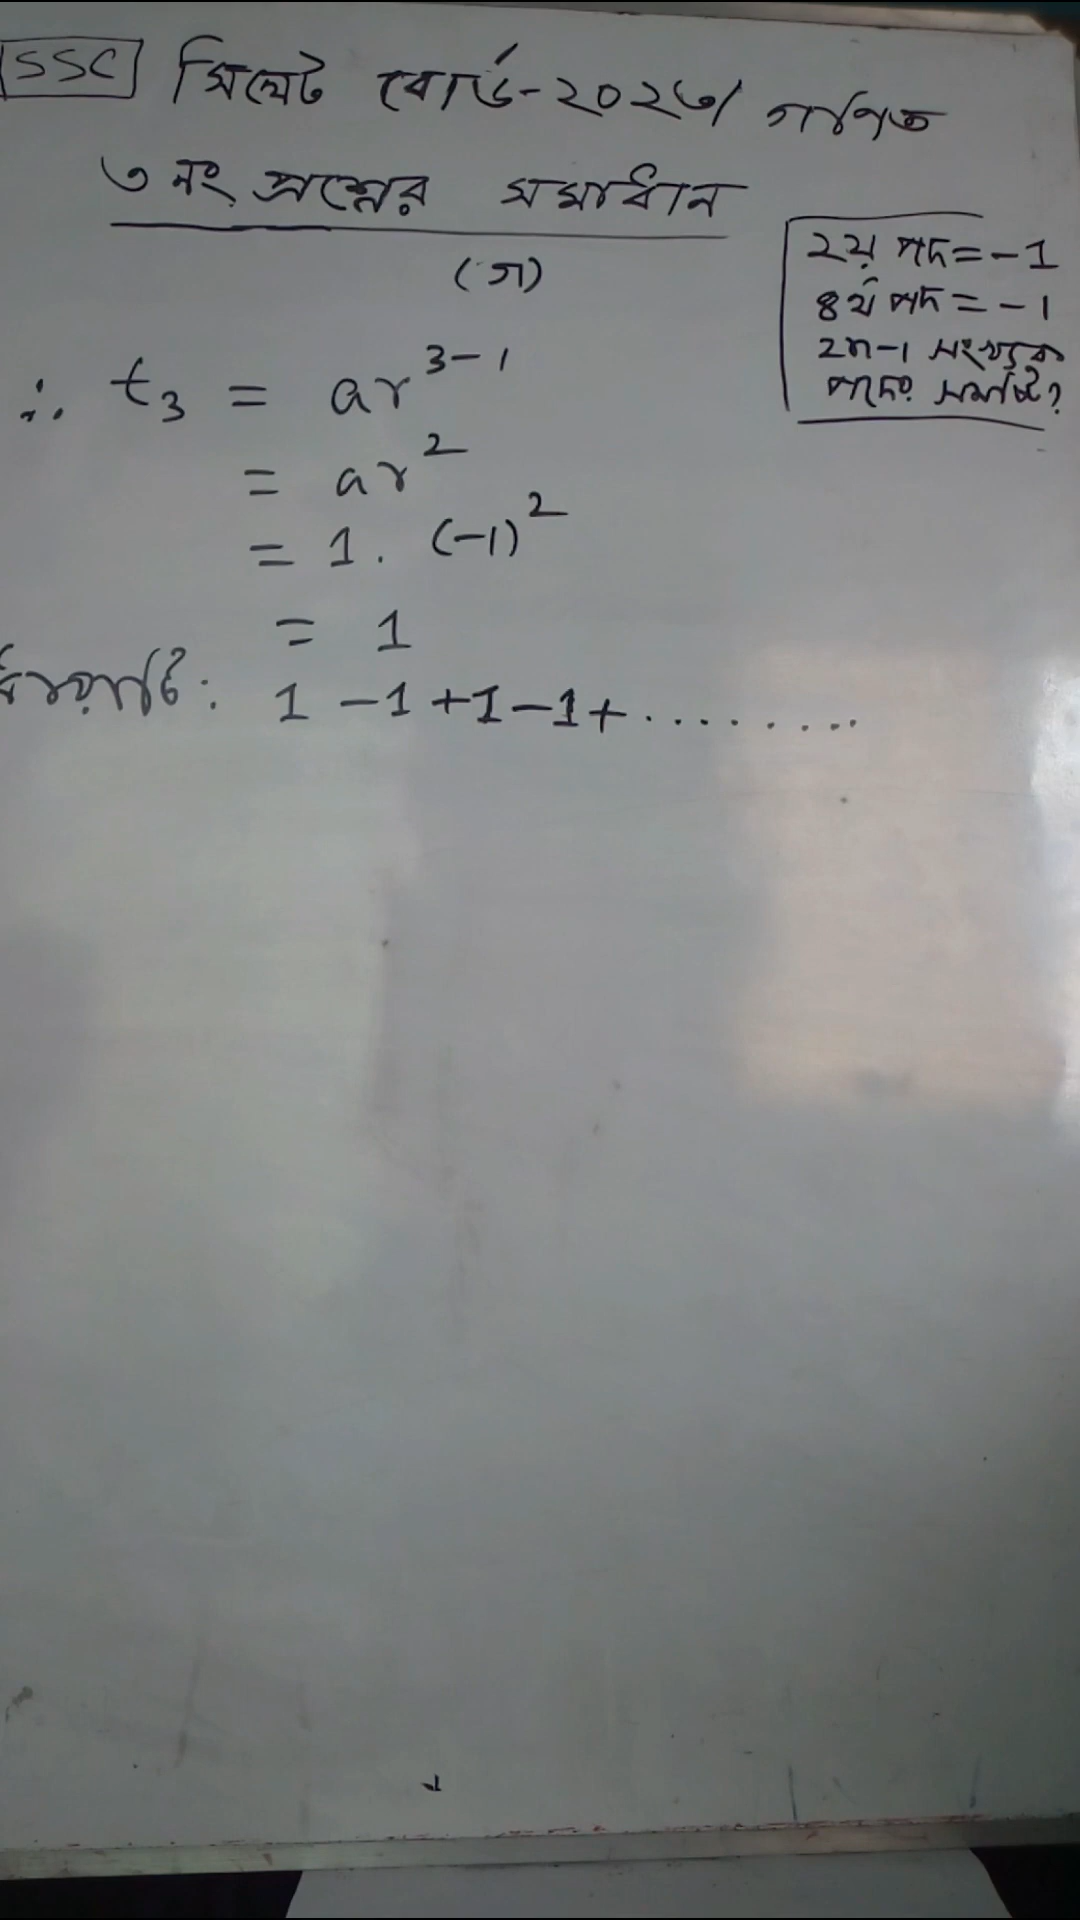 SSC সিলেট বোর্ড-২০২৩/ গণিত
৩ নং প্রশ্নের সমাধান
(গ)
২য় পদ = -1
৪র্থ পদ = -1
2n-1 সংখ্যক
পদের সমষ্টি?
∴ t₃ = ar³⁻¹
= ar²
= 1. (-1)²
= 1
ধারাটি: 1 -1 +1 -1 + .........